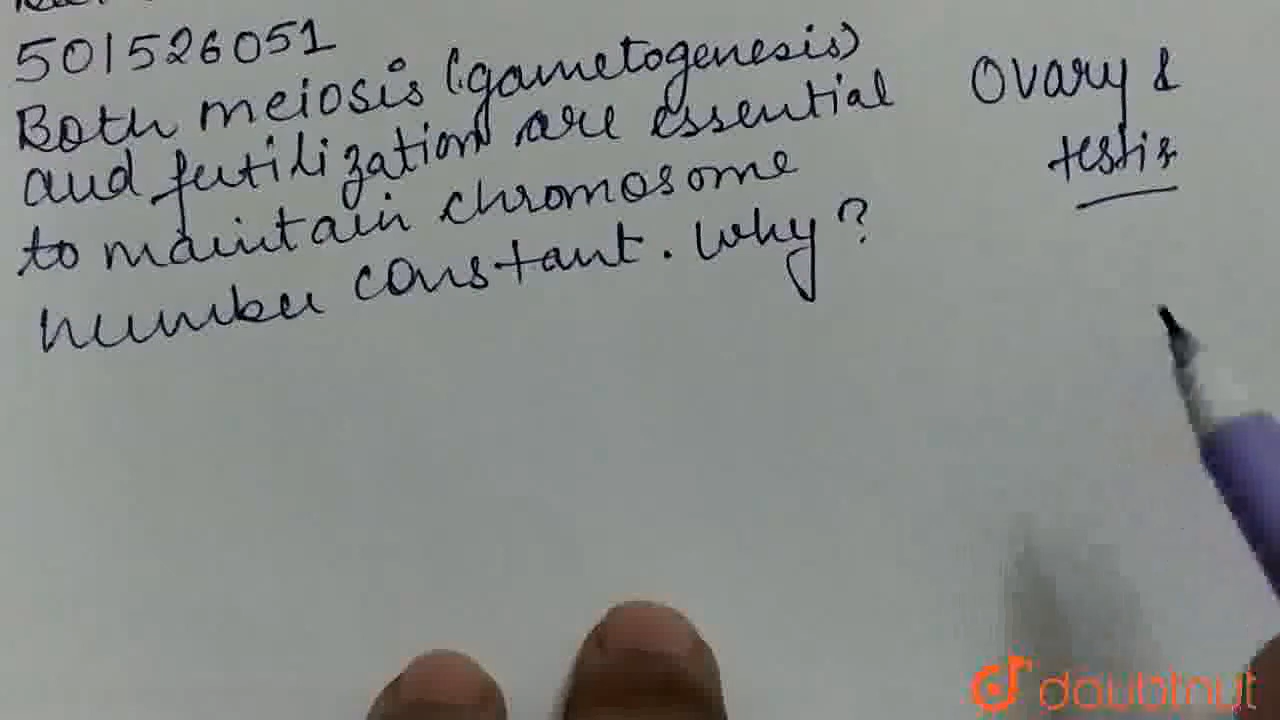 501526051
Both meiosis (gametogenesis)
and fertilization are essential
to maintain chromosome
number constant. Why?
Ovary &
testis
doubtnut